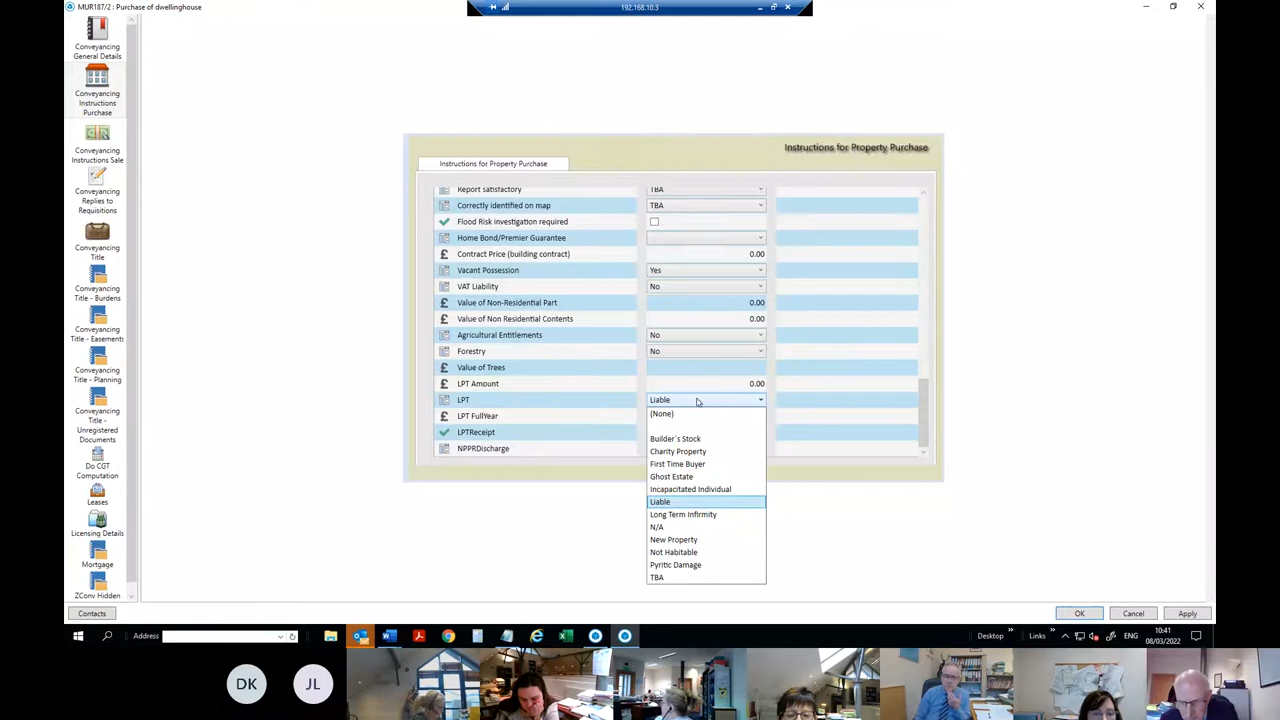 MUR187/2 : Purchase of dwellinghouse
192.168.10.3
Conveyancing
General Details
Conveyancing
Instructions
Purchase
Conveyancing
Instructions Sale
Conveyancing
Replies to
Requisitions
Conveyancing
Title
Conveyancing
Title - Burdens
Conveyancing
Title - Easements
Conveyancing
Title - Planning
Conveyancing
Title -
Unregistered
Documents
Do CGT
Computation
Leases
Licensing Details
Mortgage
ZConv Hidden
Contacts
Instructions for Property Purchase
Instructions for Property Purchase
Report satisfactory TBA
Correctly identified on map TBA
Flood Risk investigation required
Home Bond/Premier Guarantee
£ Contract Price (building contract) 0.00
Vacant Possession Yes
VAT Liability No
£ Value of Non-Residential Part 0.00
£ Value of Non Residential Contents 0.00
Agricultural Entitlements No
Forestry No
£ Value of Trees
£ LPT Amount 0.00
LPT Liable
£ LPT FullYear
LPTReceipt
NPPRDischarge
(None)
Builder`s Stock
Charity Property
First Time Buyer
Ghost Estate
Incapacitated Individual
Liable
Long Term Infirmity
N/A
New Property
Not Habitable
Pyritic Damage
TBA
OK Cancel Apply
Address
Desktop
Links
ENG
10:41
08/03/2022
DK
JL